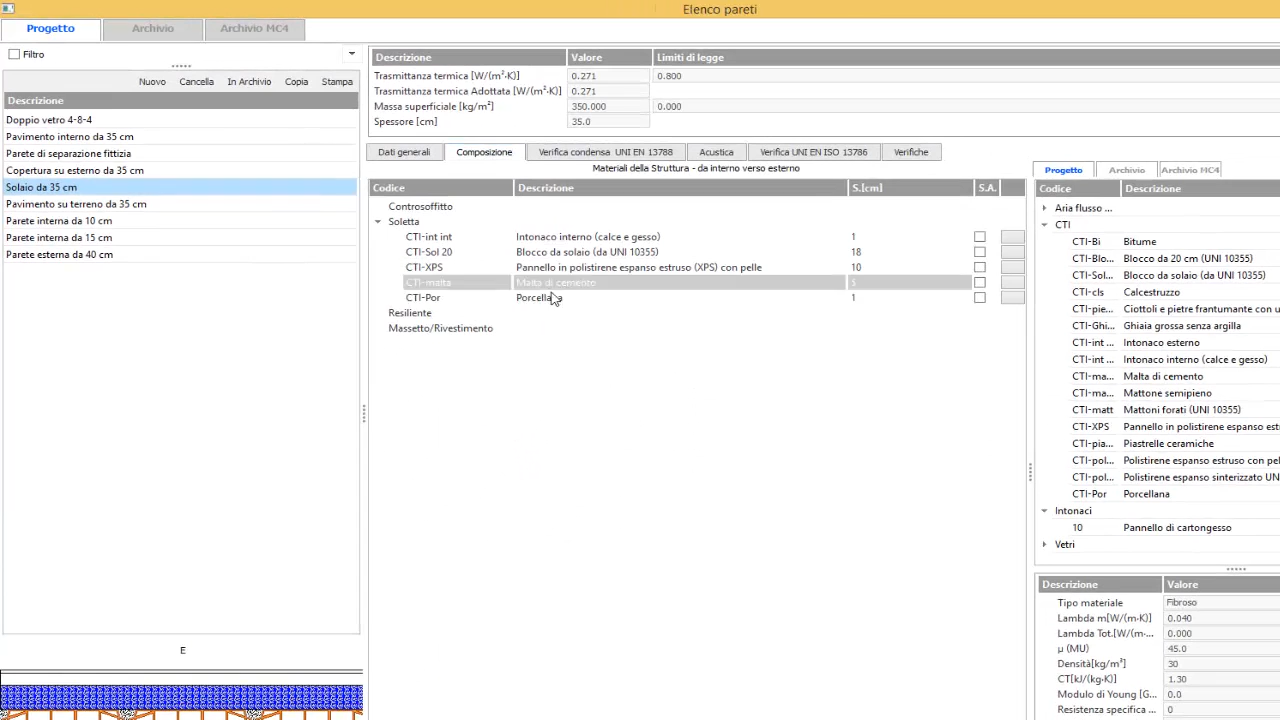 Elenco pareti
Progetto Archivio Archivio MC4
Filtro
Nuovo Cancella In Archivio Copia Stampa
Descrizione
Doppio vetro 4-8-4
Pavimento interno da 35 cm
Parete di separazione fittizia
Copertura su esterno da 35 cm
Solaio da 35 cm
Pavimento su terreno da 35 cm
Parete interna da 10 cm
Parete interna da 15 cm
Parete esterna da 40 cm
E
Descrizione Valore Limiti di legge
Trasmittanza termica [W/(m²·K)] 0.271 0.800
Trasmittanza termica Adottata [W/(m²·K)] 0.271
Massa superficiale [kg/m²] 350.000 0.000
Spessore [cm] 35.0
Dati generali Composizione Verifica condensa UNI EN 13788 Acustica Verifica UNI EN ISO 13786 Verifiche
Materiali della Struttura - da interno verso esterno
Codice Descrizione S.[cm] S.A.
Controsoffitto
Soletta
CTI-int int Intonaco interno (calce e gesso) 1
CTI-Sol 20 Blocco da solaio (da UNI 10355) 18
CTI-XPS Pannello in polistirene espanso estruso (XPS) con pelle 10
CTI-malta Malta di cemento 5
CTI-Por Porcellana 1
Resiliente
Massetto/Rivestimento
Progetto Archivio Archivio MC4
Codice Descrizione
Aria flusso ...
CTI
CTI-Bi Bitume
CTI-Blo... Blocco da 20 cm (UNI 10355)
CTI-Sol... Blocco da solaio (da UNI 10355)
CTI-cls Calcestruzzo
CTI-pie... Ciottoli e pietre frantumante con u
CTI-Ghi... Ghiaia grossa senza argilla
CTI-int ... Intonaco esterno
CTI-int ... Intonaco interno (calce e gesso)
CTI-ma... Malta di cemento
CTI-ma... Mattone semipieno
CTI-matt Mattoni forati (UNI 10355)
CTI-XPS Pannello in polistirene espanso est
CTI-pia... Piastrelle ceramiche
CTI-pol... Polistirene espanso estruso con pel
CTI-pol... Polistirene espanso sinterizzato UN
CTI-Por Porcellana
Intonaci
10 Pannello di cartongesso
Vetri
Descrizione Valore
Tipo materiale Fibroso
Lambda m[W/(m·K)] 0.040
Lambda Tot.[W/(m·... 0.000
μ (MU) 45.0
Densità[kg/m³] 30
CT[kJ/(kg·K)] 1.30
Modulo di Young [G... 0.0
Resistenza specifica ... 0